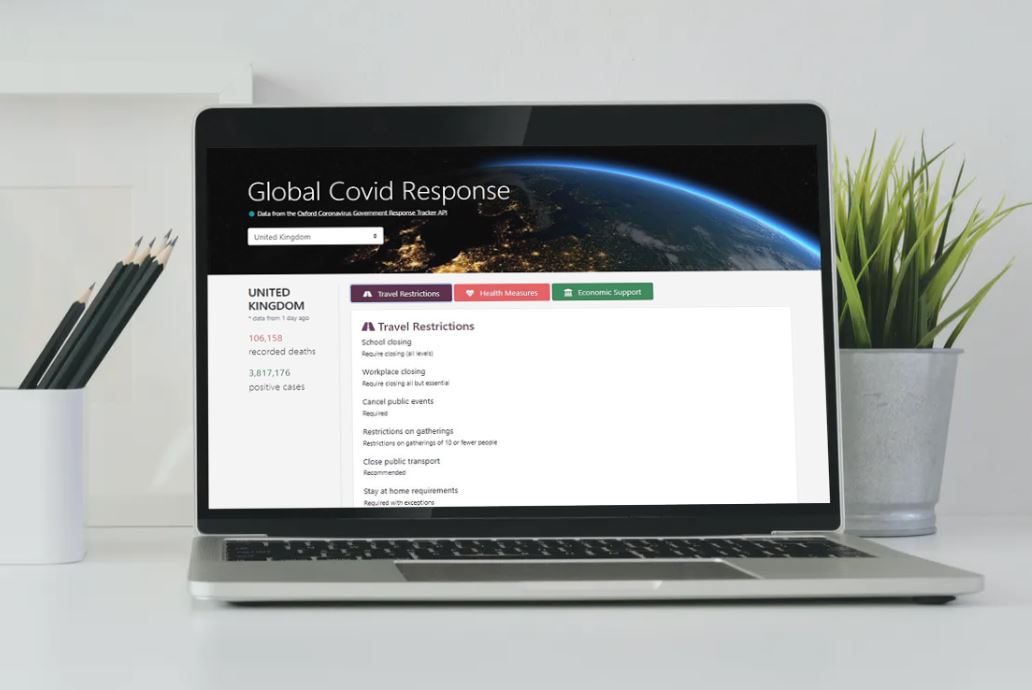 Global Covid Response
Data from the Oxford Coronavirus Government Response Tracker API
United Kingdom
UNITED
KINGDOM
* data from 1 day ago
106,158
recorded deaths
3,817,176
positive cases
Travel Restrictions
Health Measures
Economic Support
Travel Restrictions
School closing
Require closing (all levels)
Workplace closing
Require closing all but essential
Cancel public events
Required
Restrictions on gatherings
Restrictions on gatherings of 10 or fewer people
Close public transport
Recommended
Stay at home requirements
Required with exceptions